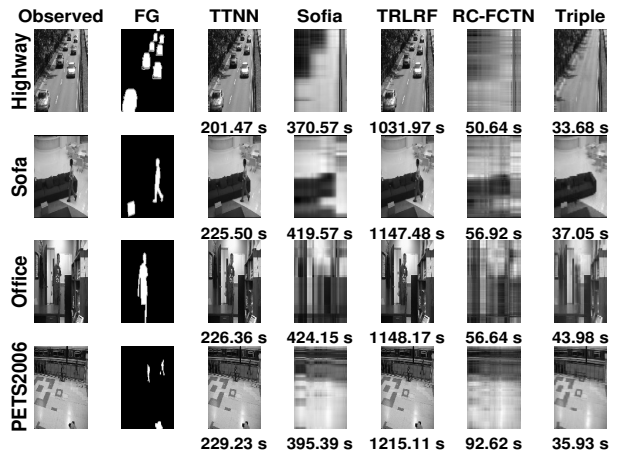 Observed FG TTNN Sofia TRLRF RC-FCTN Triple
Highway
201.47 s 370.57 s 1031.97 s 50.64 s 33.68 s
Sofa
225.50 s 419.57 s 1147.48 s 56.92 s 37.05 s
Office
226.36 s 424.15 s 1148.17 s 56.64 s 43.98 s
PETS2006
229.23 s 395.39 s 1215.11 s 92.62 s 35.93 s